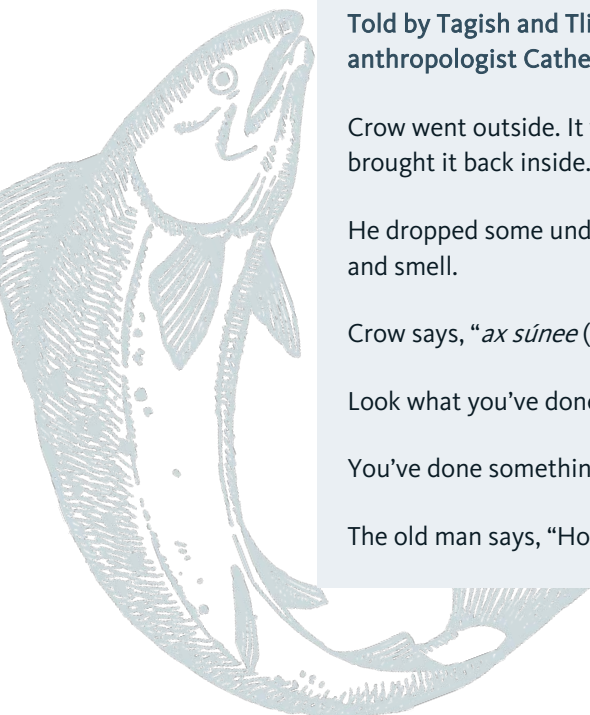 Told by Tagish and Tli
anthropologist Cathe
Crow went outside. It
brought it back inside.
He dropped some und
and smell.
Crow says, “ax súnee (
Look what you’ve done
You’ve done somethin
The old man says, “Ho